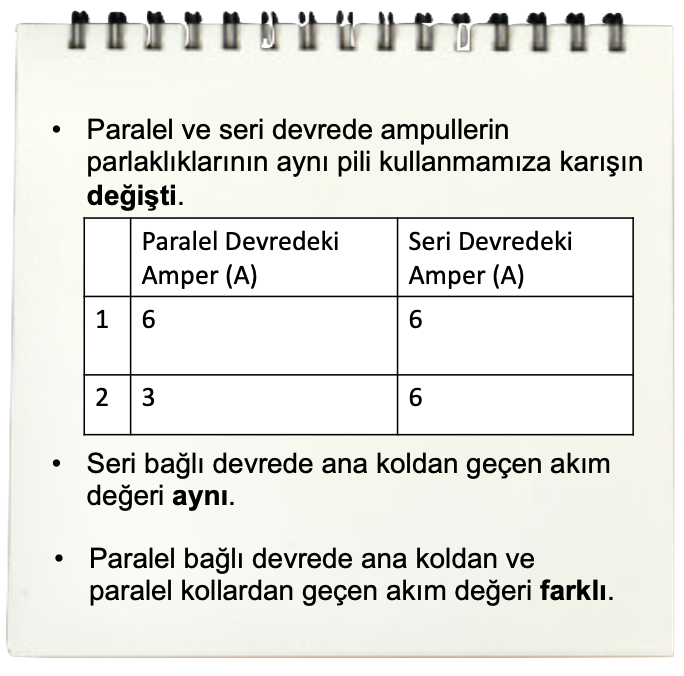 • Paralel ve seri devrede ampullerin
parlaklıklarının aynı pili kullanmamıza karışın
değişti.
Paralel Devredeki Amper (A) Seri Devredeki Amper (A)
1 6 6
2 3 6
• Seri bağlı devrede ana koldan geçen akım
değeri aynı.
• Paralel bağlı devrede ana koldan ve
paralel kollardan geçen akım değeri farklı.